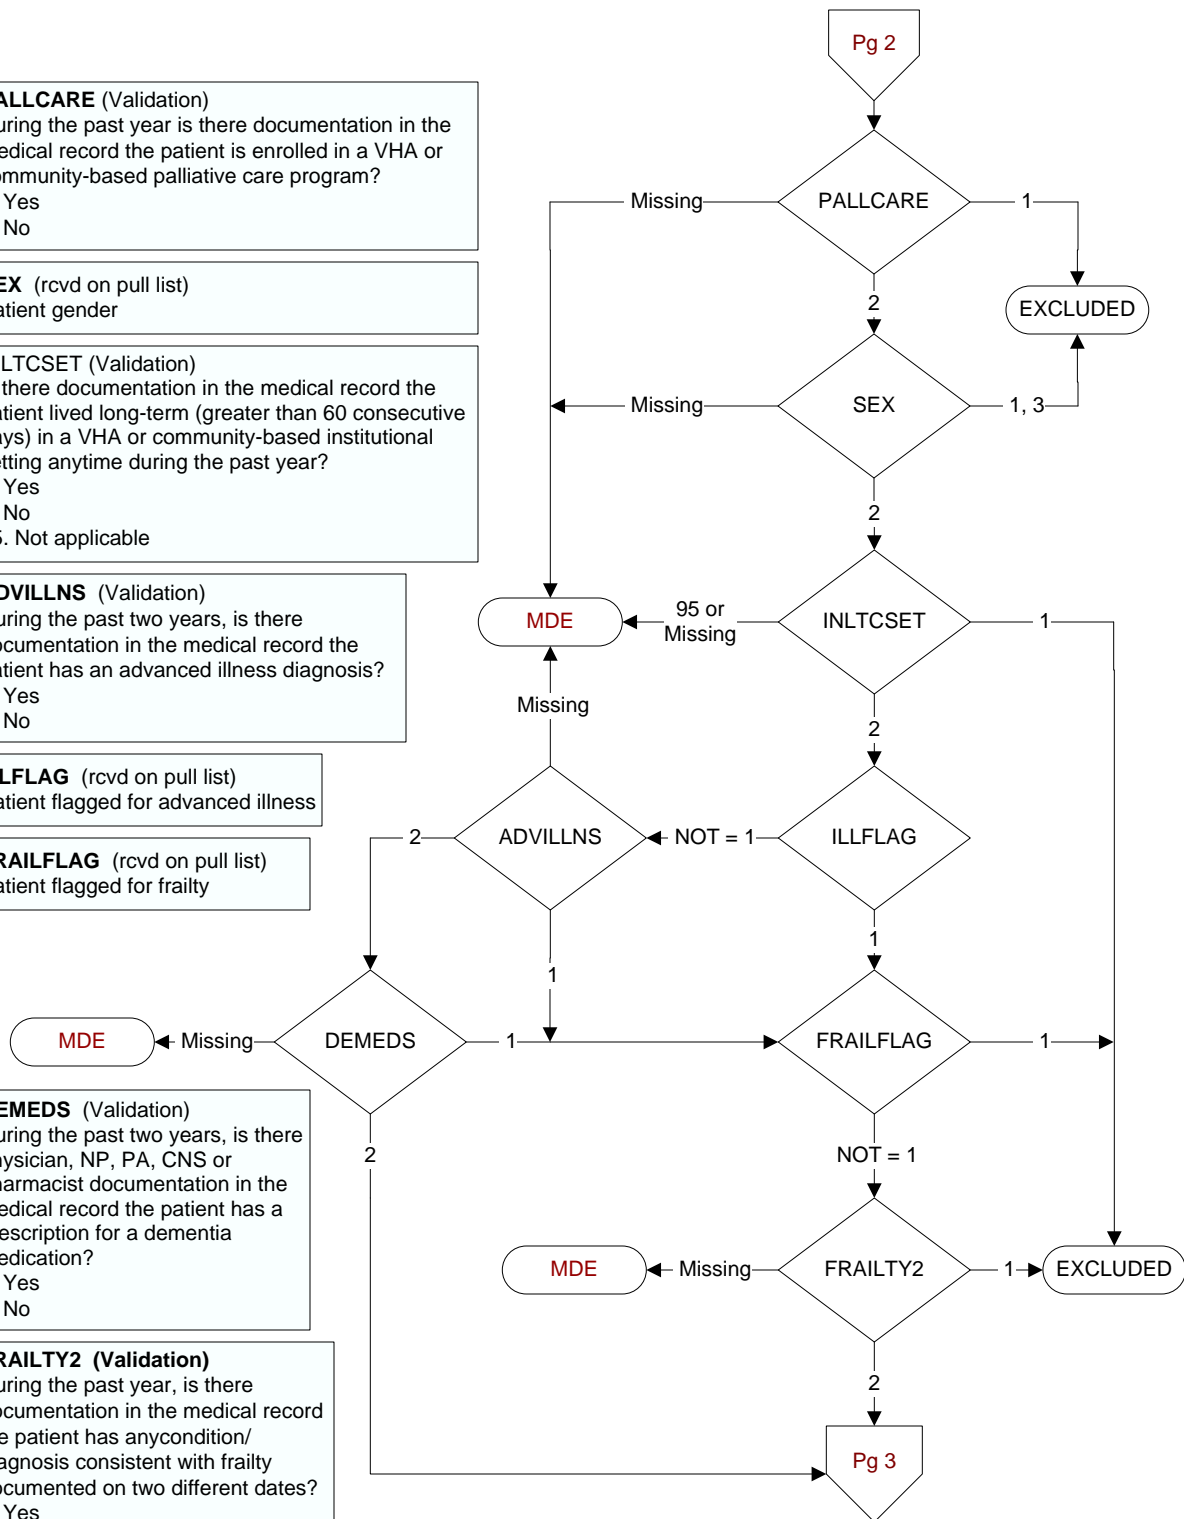 Pg 2
ALLCARE (Validation)
uring the past year is there documentation in the
edical record the patient is enrolled in a VHA or
ommunity-based palliative care program?
Yes
No
EX (rcvd on pull list)
atient gender
LTCSET (Validation)
there documentation in the medical record the
atient lived long-term (greater than 60 consecutive
ays) in a VHA or community-based institutional
etting anytime during the past year?
Yes
No
5. Not applicable
DVILLNS (Validation)
uring the past two years, is there
ocumentation in the medical record the
atient has an advanced illness diagnosis?
Yes
No
LFLAG (rcvd on pull list)
atient flagged for advanced illness
RAILFLAG (rcvd on pull list)
atient flagged for frailty
EMEDS (Validation)
uring the past two years, is there
hysician, NP, PA, CNS or
harmacist documentation in the
edical record the patient has a
rescription for a dementia
edication?
Yes
No
RAILTY2 (Validation)
uring the past year, is there
ocumentation in the medical record
e patient has anycondition/
agnosis consistent with frailty
ocumented on two different dates?
Yes
Missing
PALLCARE
1
2
EXCLUDED
Missing
SEX
1, 3
2
MDE
95 or
Missing
INLTCSET
1
2
Missing
2
ADVILLNS
NOT = 1
ILLFLAG
1
1
MDE
Missing
DEMEDS
1
FRAILFLAG
1
2
NOT = 1
MDE
Missing
FRAILTY2
1
EXCLUDED
2
Pg 3